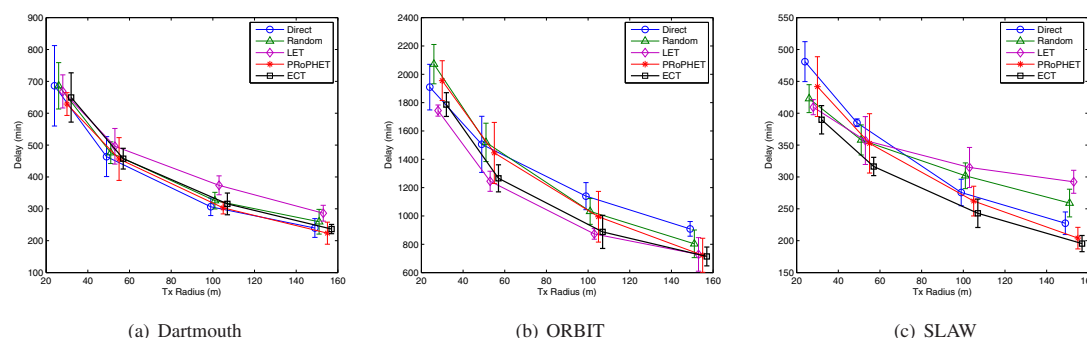 900
800
700
600
500
400
300
200
100
Delay (min)
20 40 60 80 100 120 140 160
Tx Radius (m)
Direct
Random
LET
PRoPHET
ECT
(a) Dartmouth
2400
2200
2000
1800
1600
1400
1200
1000
800
600
Delay (min)
20 40 60 80 100 120 140 160
Tx Radius (m)
Direct
Random
LET
PRoPHET
ECT
(b) ORBIT
550
500
450
400
350
300
250
200
150
Delay (min)
20 40 60 80 100 120 140 160
Tx Radius (m)
Direct
Random
LET
PRoPHET
ECT
(c) SLAW